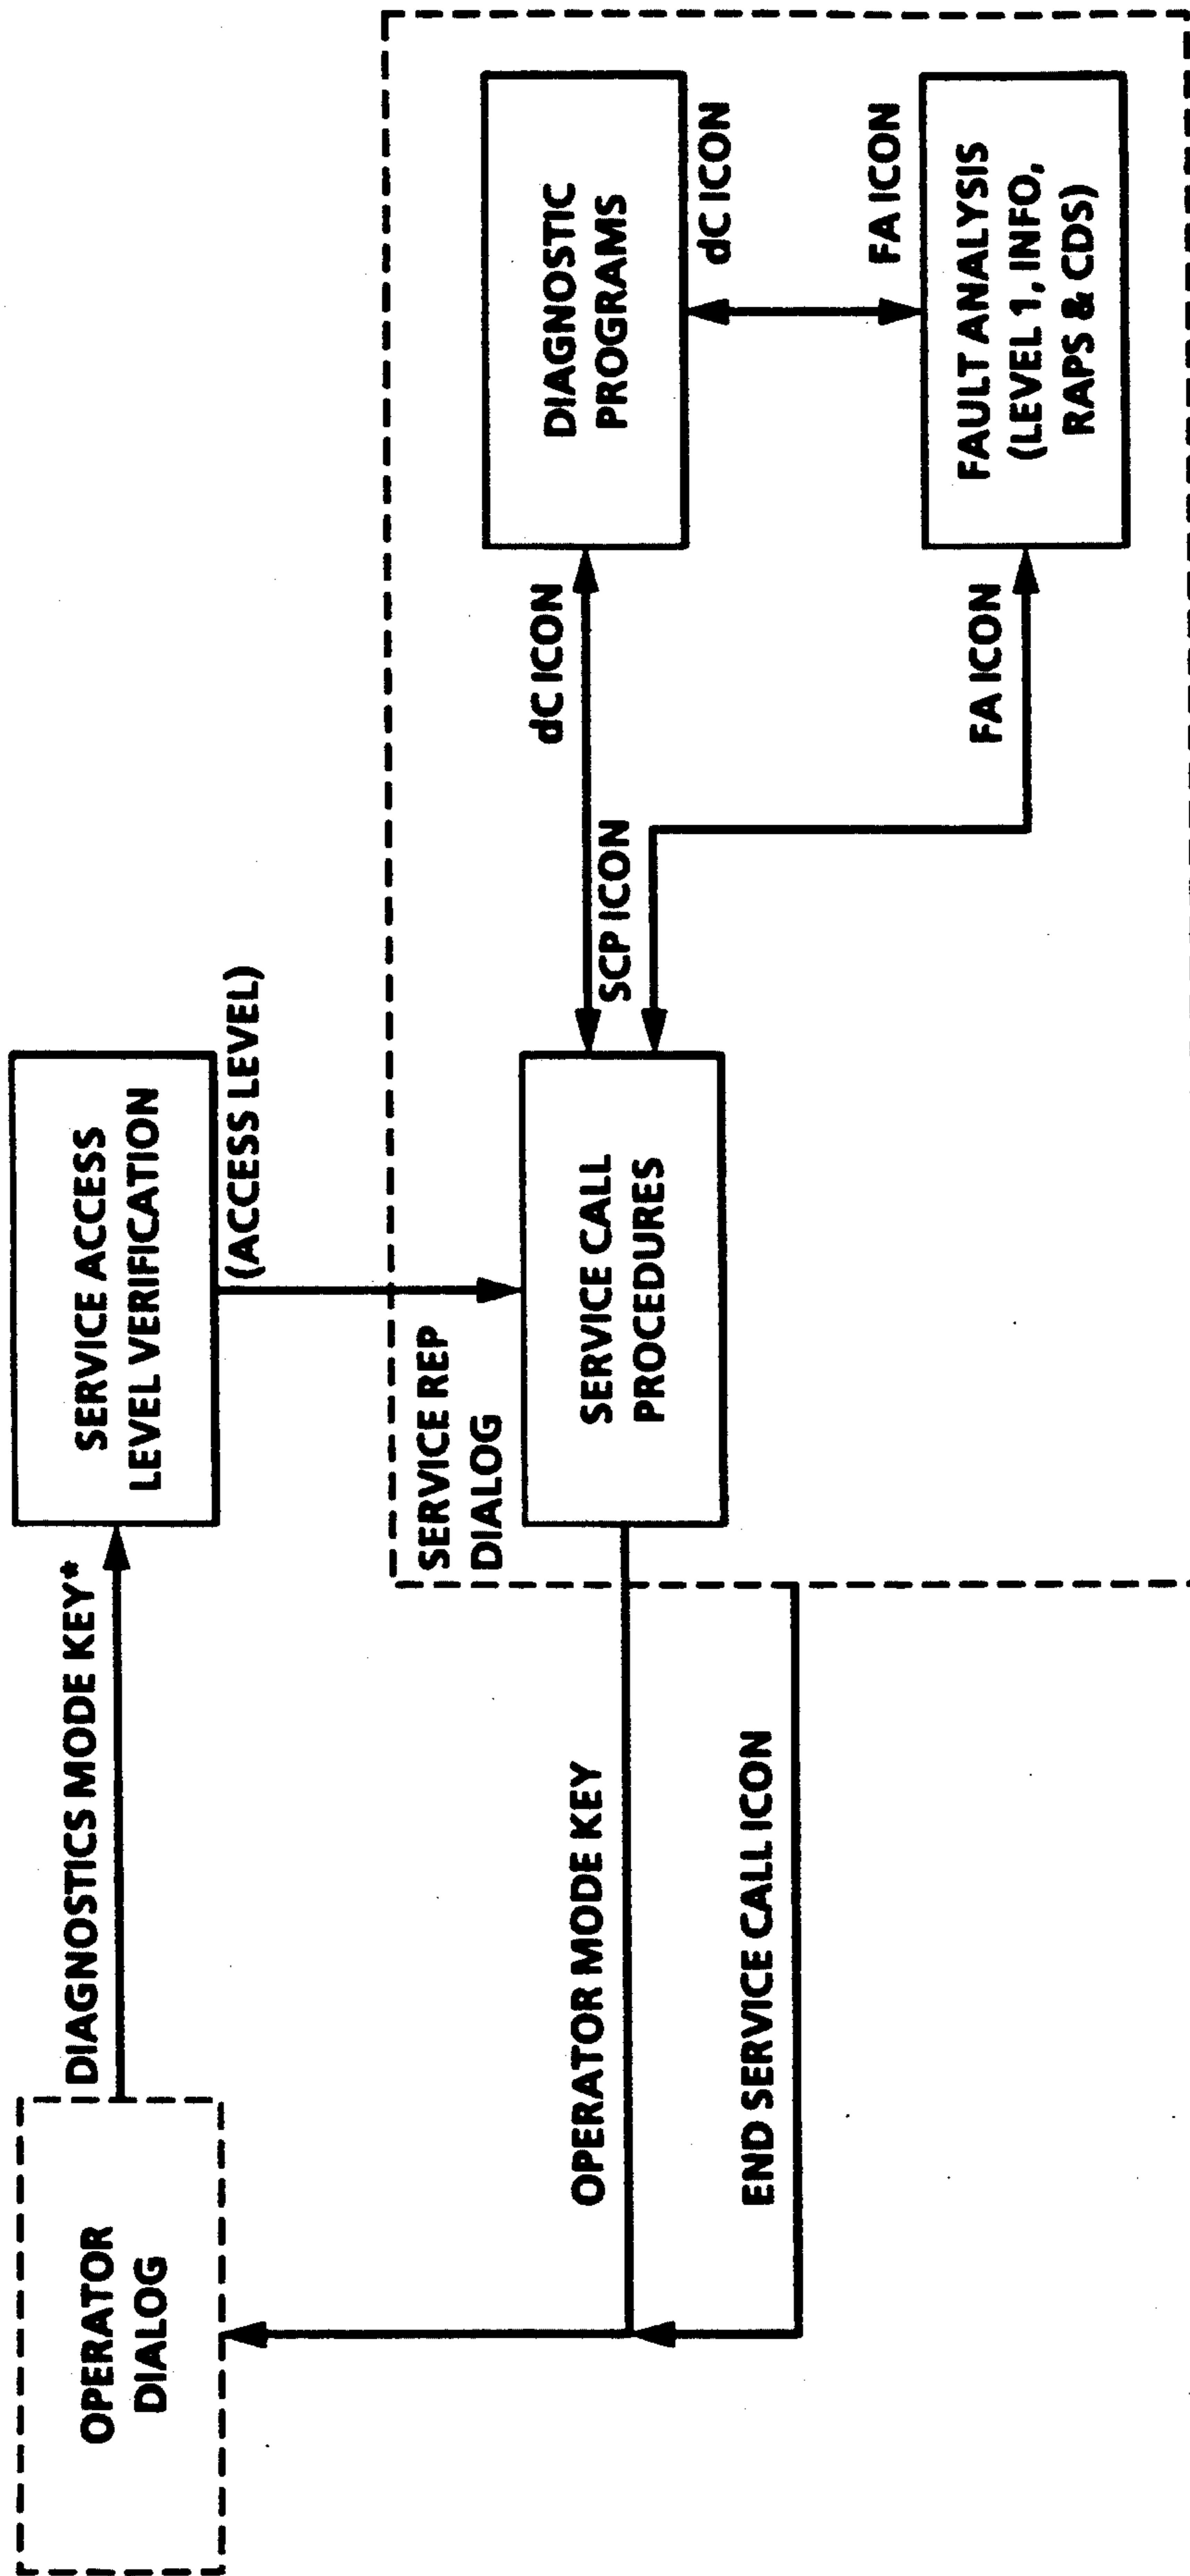 OPERATOR
DIALOG
DIAGNOSTICS MODE KEY*
SERVICE ACCESS
LEVEL VERIFICATION
(ACCESS LEVEL)
SERVICE REP
DIALOG
SERVICE CALL
PROCEDURES
OPERATOR MODE KEY
END SERVICE CALL ICON
SCP ICON
dC ICON
DIAGNOSTIC
PROGRAMS
dC ICON
FA ICON
FA ICON
FAULT ANALYSIS
(LEVEL 1, INFO,
RAPS & CDS)